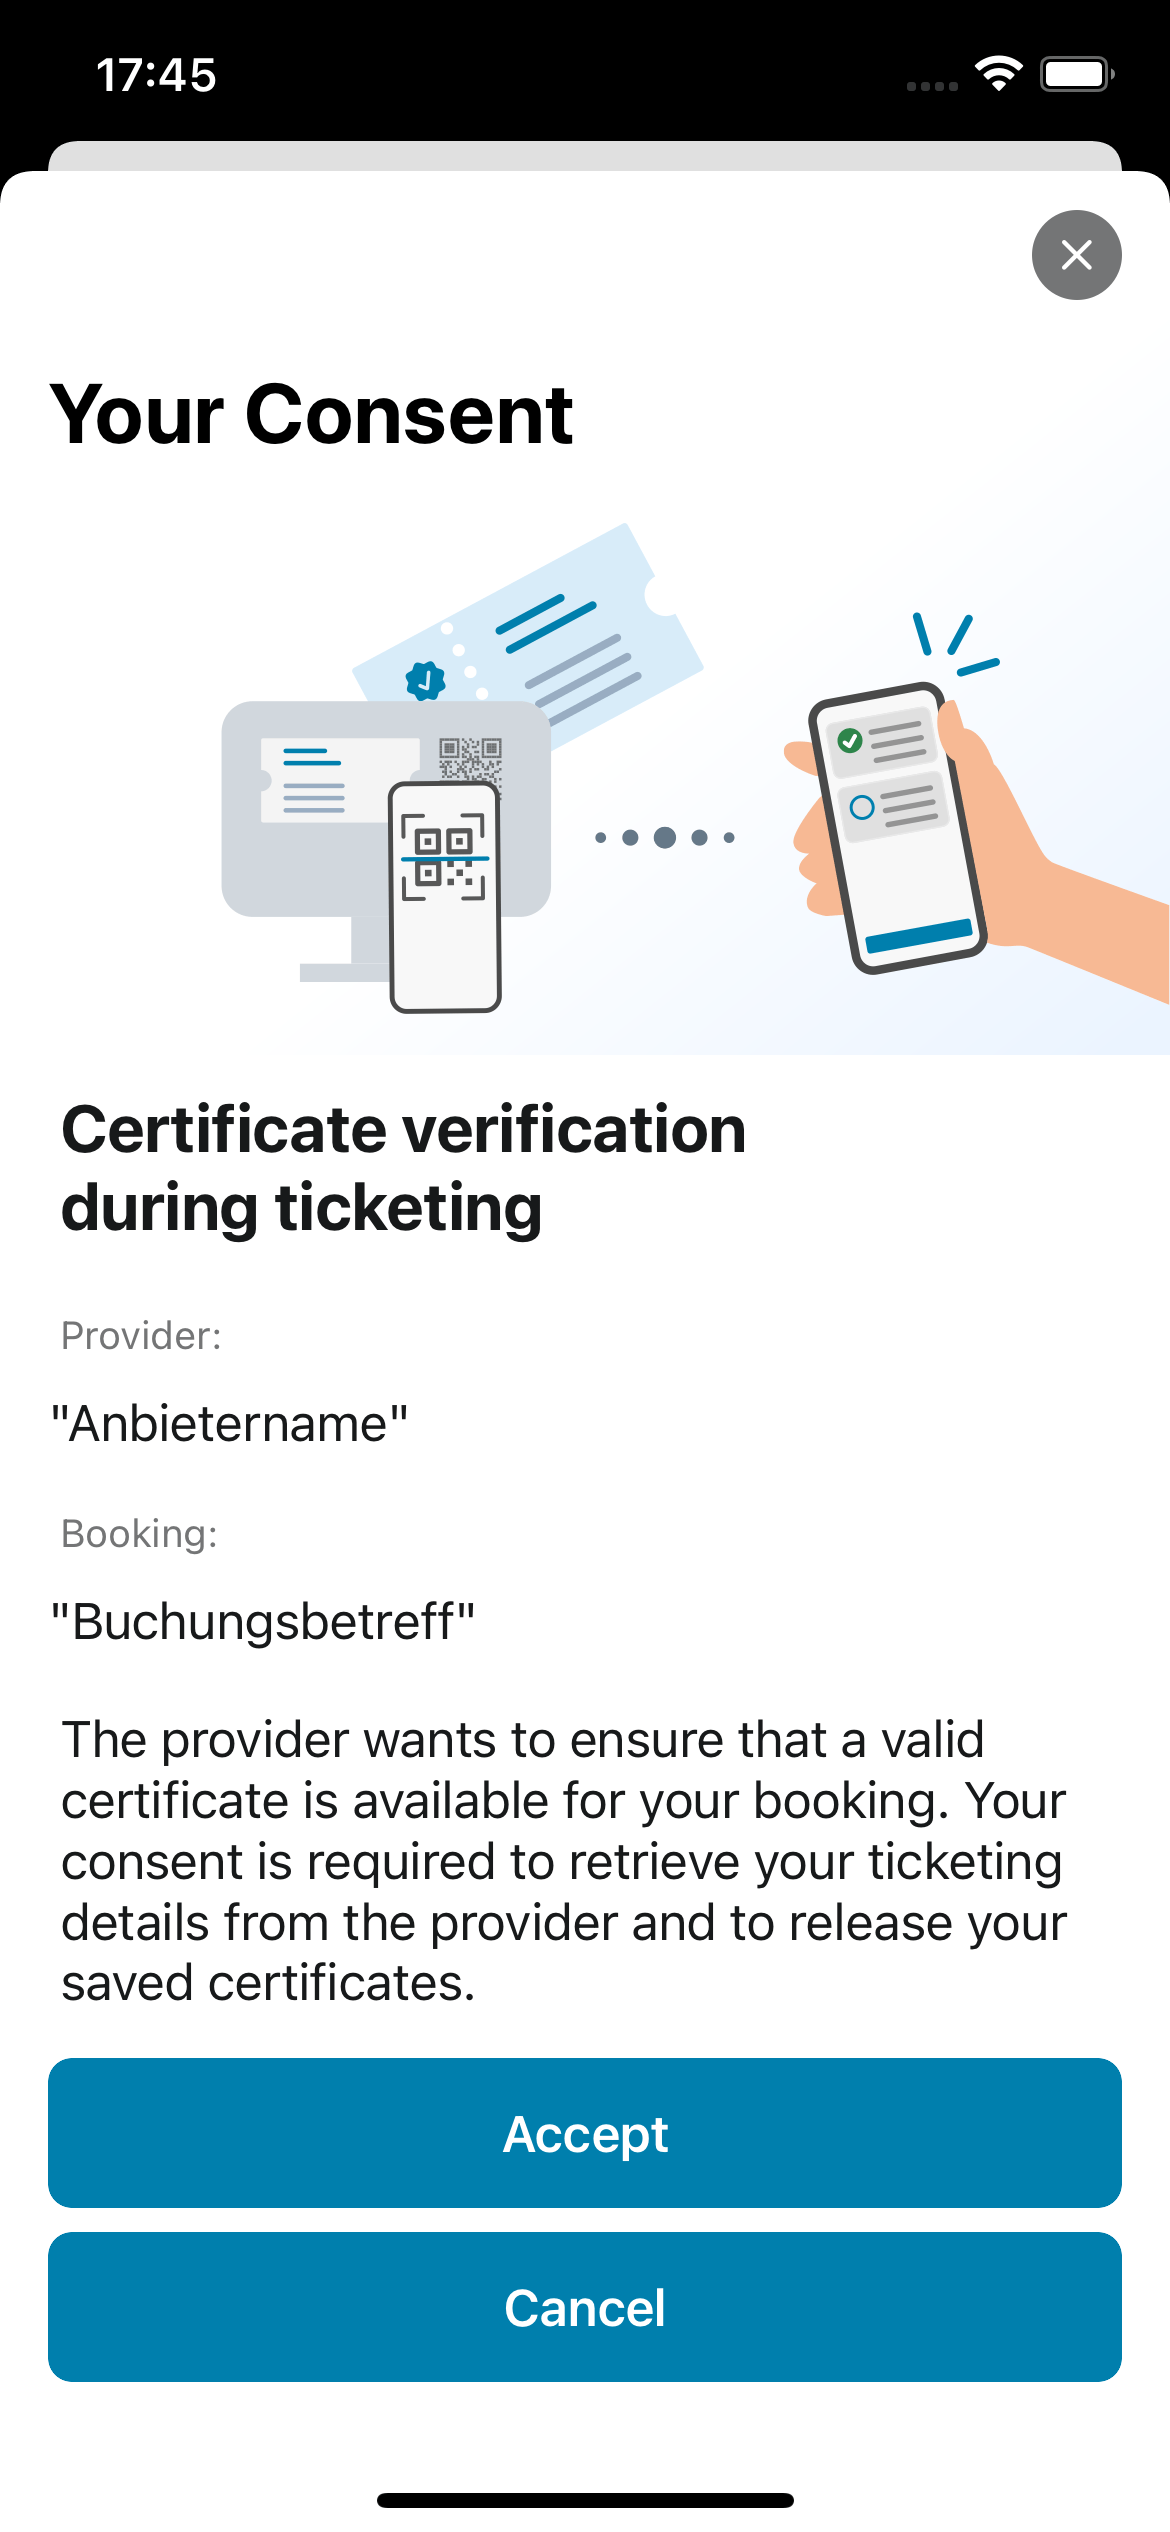 17:45
Your Consent
Certificate verification
during ticketing
Provider:
"Anbietername"
Booking:
"Buchungsbetreff"
The provider wants to ensure that a valid
certificate is available for your booking. Your
consent is required to retrieve your ticketing
details from the provider and to release your
saved certificates.
Accept
Cancel